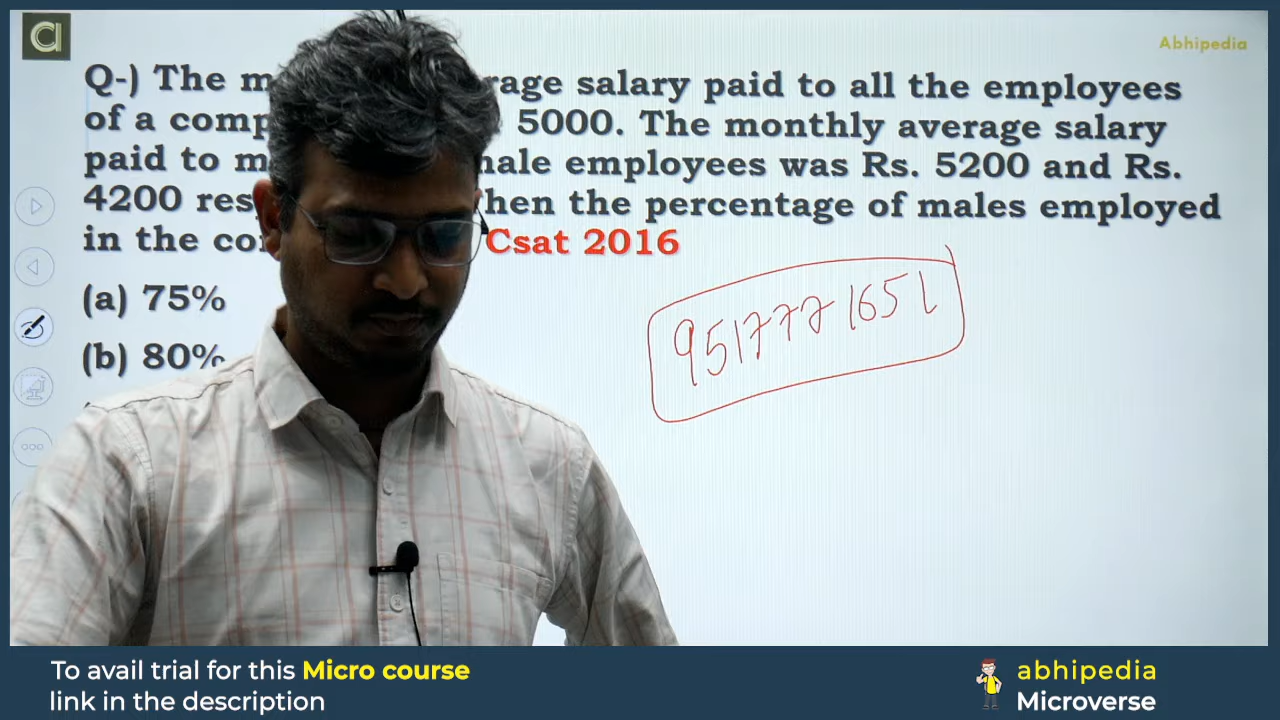 Abhipedia
Q-) The m rage salary paid to all the employees
of a comp 5000. The monthly average salary
paid to m male employees was Rs. 5200 and Rs.
4200 res hen the percentage of males employed
in the co Csat 2016
(a) 75%
(b) 80%
9517771651
To avail trial for this Micro course
link in the description
abhipedia
Microverse